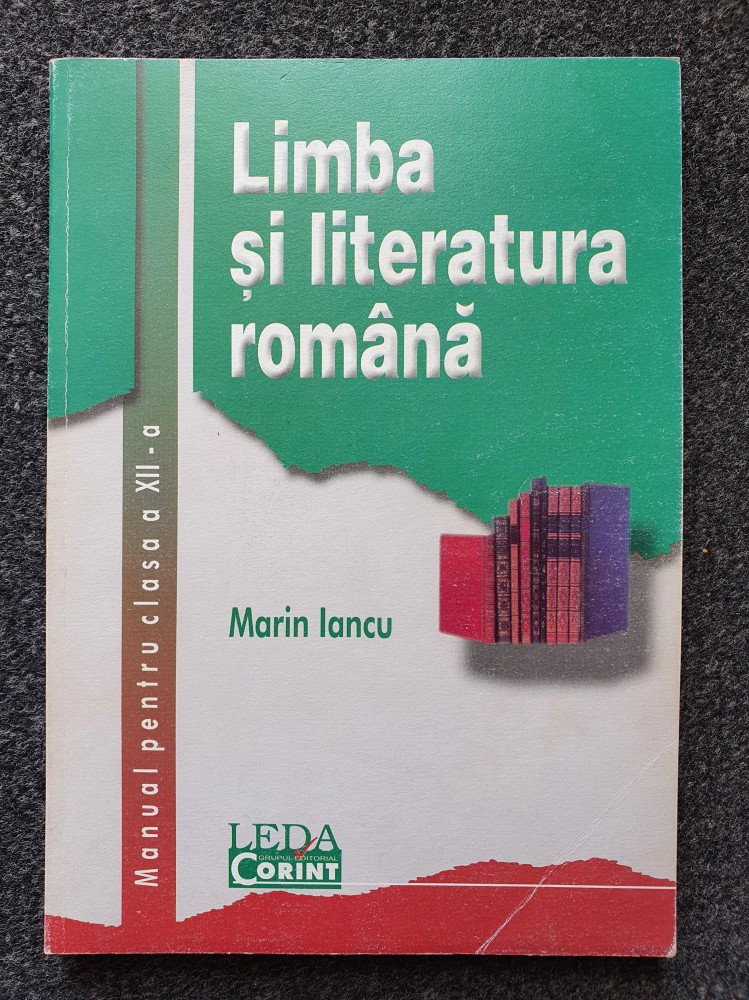 Limba
și literatura
română
Manual pentru clasa a XII-a
Marin Iancu
LEDA
GRUPUL EDITORIAL
CORINT